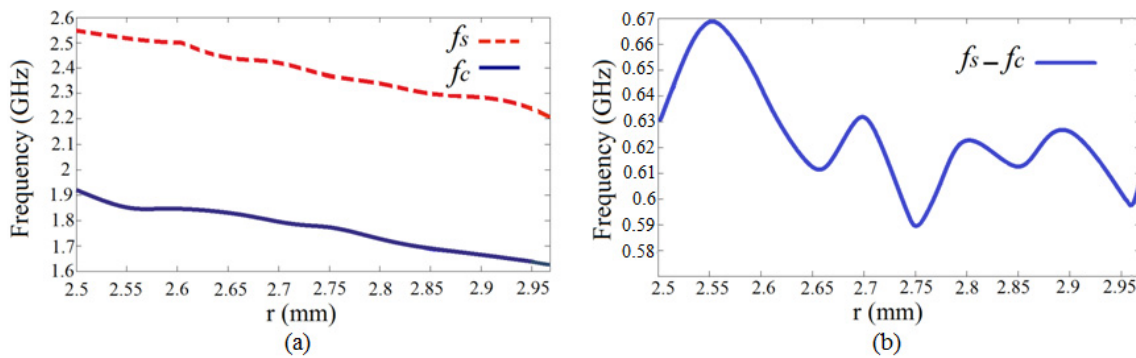 2.6
2.5
2.4
2.3
2.2
2.1
2
1.9
1.8
1.7
1.6
Frequency (GHz)
fs
fc
2.5 2.55 2.6 2.65 2.7 2.75 2.8 2.85 2.9 2.95
r (mm)
(a)
0.67
0.66
0.65
0.63
0.63
0.62
0.61
0.6
0.59
0.58
Frequency (GHz)
fs – fc
2.5 2.55 2.6 2.65 2.7 2.75 2.8 2.85 2.9 2.95
r (mm)
(b)